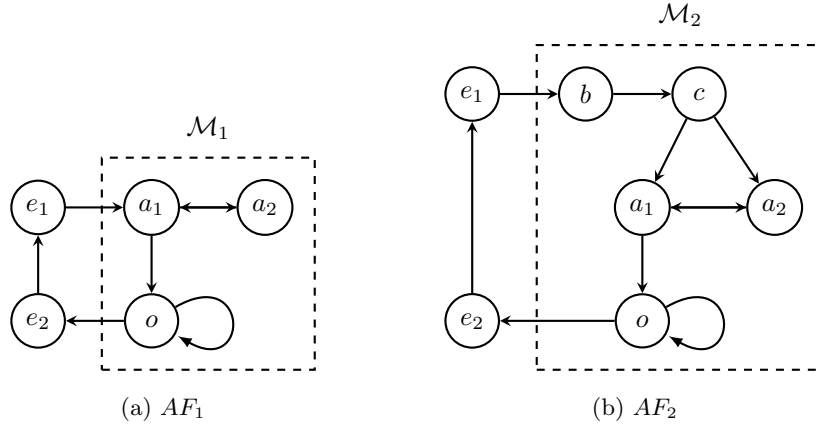 M₂
e₁ b c
M₁
e₁ a₁ a₂ a₁ a₂
e₂ o e₂ o
(a) AF₁ (b) AF₂